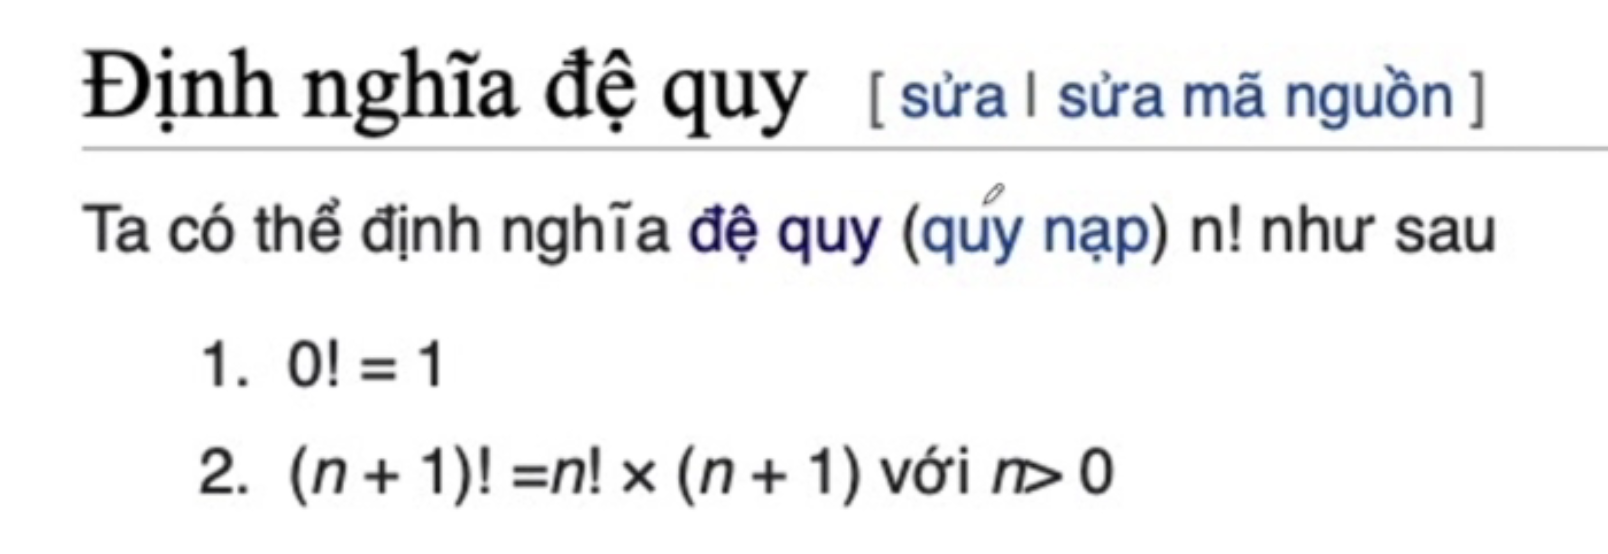 Định nghĩa đệ quy [ sửa | sửa mã nguồn ]
Ta có thể định nghĩa đệ quy (quy nạp) n! như sau
1. 0! = 1
2. (n + 1)! =n! × (n + 1) với n> 0